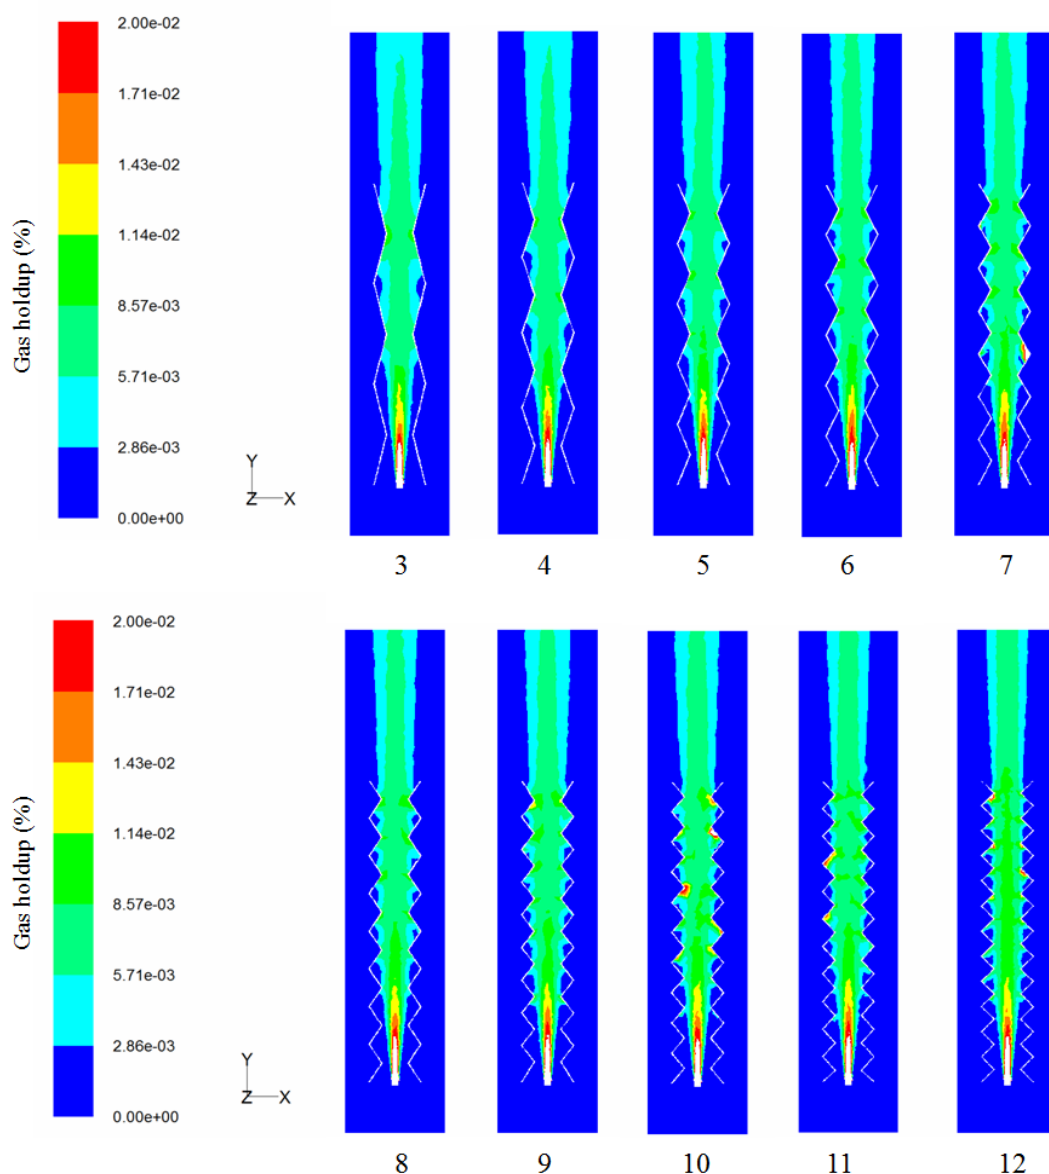 2.00e-02
1.71e-02
1.43e-02
1.14e-02
8.57e-03
5.71e-03
2.86e-03
0.00e+00
Gas holdup (%)
Y
Z X
3 4 5 6 7
2.00e-02
1.71e-02
1.43e-02
1.14e-02
8.57e-03
5.71e-03
2.86e-03
0.00e+00
Gas holdup (%)
Y
Z X
8 9 10 11 12